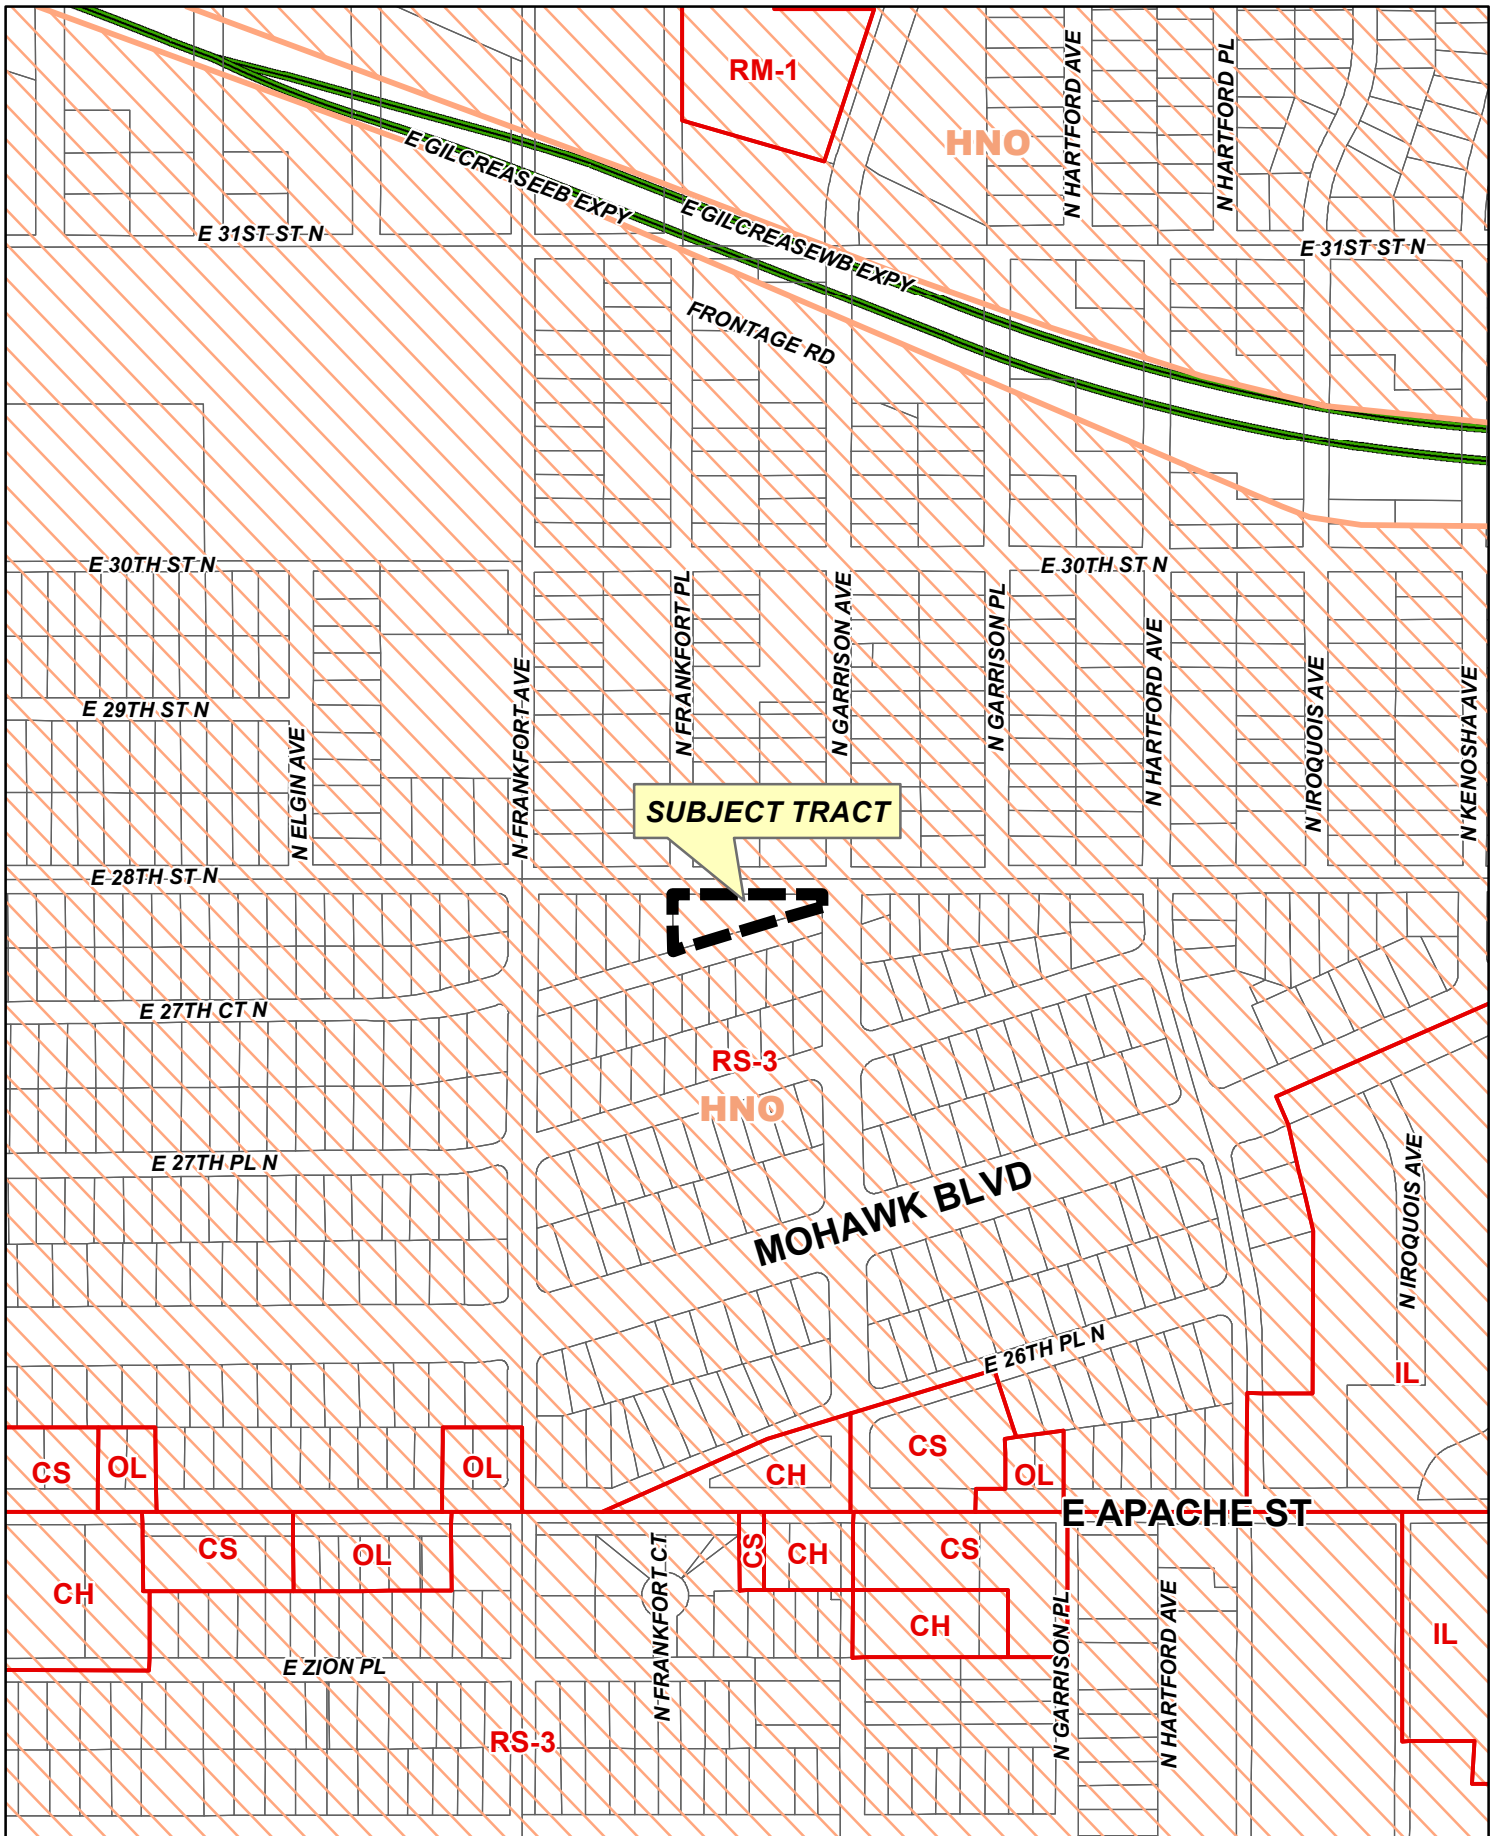 RM-1
N HARTFORD AVE
N HARTFORD PL
HNO
E GILCREASEEB EXPY
E GILCREASEWB EXPY
E 31ST ST N
E 31ST ST N
FRONTAGE RD
E 30TH ST N
E 30TH ST N
N FRANKFORT PL
N GARRISON AVE
N GARRISON PL
N HARTFORD AVE
N FRANKFORT AVE
N IROQUOIS AVE
N KENOSHA AVE
E 29TH ST N
N ELGIN AVE
SUBJECT TRACT
E 28TH ST N
E 27TH CT N
RS-3
HNO
E 27TH PL N
MOHAWK BLVD
N IROQUOIS AVE
E 26TH PL N
IL
CS
OL
OL
CH
CS
OL
E APACHE ST
CS
OL
CH
N FRANKFORT CT
CS
CH
CS
CH
N GARRISON PL
N HARTFORD AVE
IL
E ZION PL
RS-3